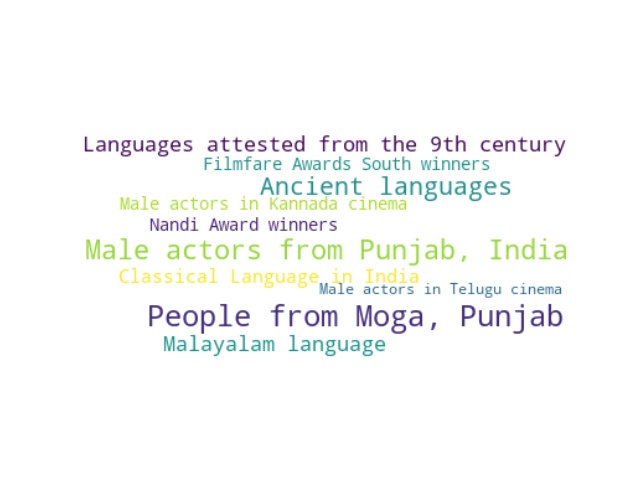 Languages attested from the 9th century
Filmfare Awards South winners
Ancient languages
Male actors in Kannada cinema
Nandi Award winners
Male actors from Punjab, India
Classical Language in India
Male actors in Telugu cinema
People from Moga, Punjab
Malayalam language